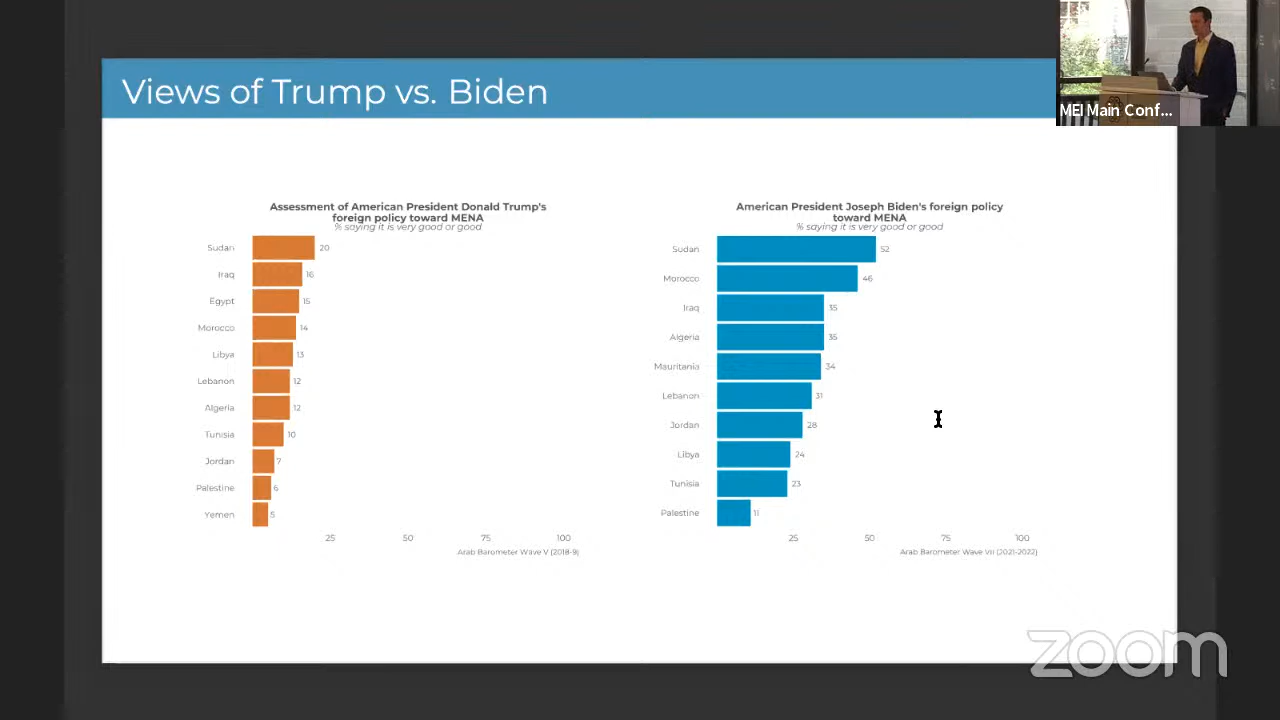 Views of Trump vs. Biden
MEI Main Conf...
Assessment of American President Donald Trump's
foreign policy toward MENA
% saying it is very good or good
Sudan 20
Iraq 16
Egypt 15
Morocco 14
Libya 13
Lebanon 12
Algeria 12
Tunisia 10
Jordan 7
Palestine 6
Yemen 5
25 50 75 100
Arab Barometer Wave V (2018-9)
American President Joseph Biden's foreign policy
toward MENA
% saying it is very good or good
Sudan 52
Morocco 46
Iraq 35
Algeria 35
Mauritania 34
Lebanon 31
Jordan 28
Libya 24
Tunisia 23
Palestine 11
25 50 75 100
Arab Barometer Wave VII (2021-2022)
zoom